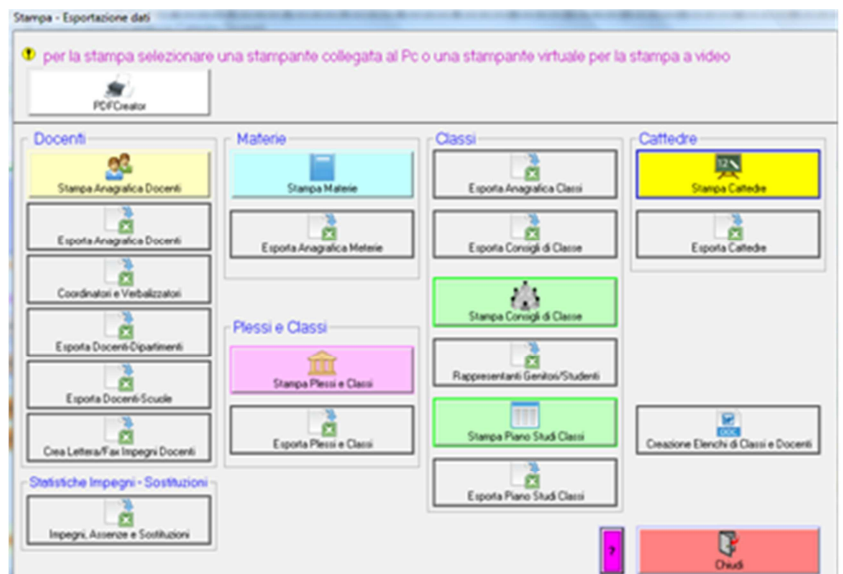 Stampa - Esportazione dati
per la stampa selezionare una stampante collegata al Pc o una stampante virtuale per la stampa a video
PDFCreator
Docenti
Stampa Anagrafica Docenti
Esporta Anagrafica Docenti
Coordinatori e Verbalizzatori
Esporta Docenti-Dipartimenti
Esporta Docenti-Scuole
Crea Lettera/Fax Impegni Docenti
Statistiche Impegni - Sostituzioni
Impegni, Assenze e Sostituzioni
Materie
Stampa Materie
Esporta Anagrafica Meterie
Plessi e Classi
Stampa Plessi e Classi
Esporta Plessi e Classi
Classi
Esporta Anagrafica Classi
Esporta Consigli di Classe
Stampa Consigli di Classe
Rappresentanti Genitori/Studenti
Stampa Piano Studi Classi
Esporta Piano Studi Classi
Cattedre
12
Stampa Cattedre
Esporta Cattedre
DOC
Creazione Elenchi di Classi e Docenti
?
Chiudi